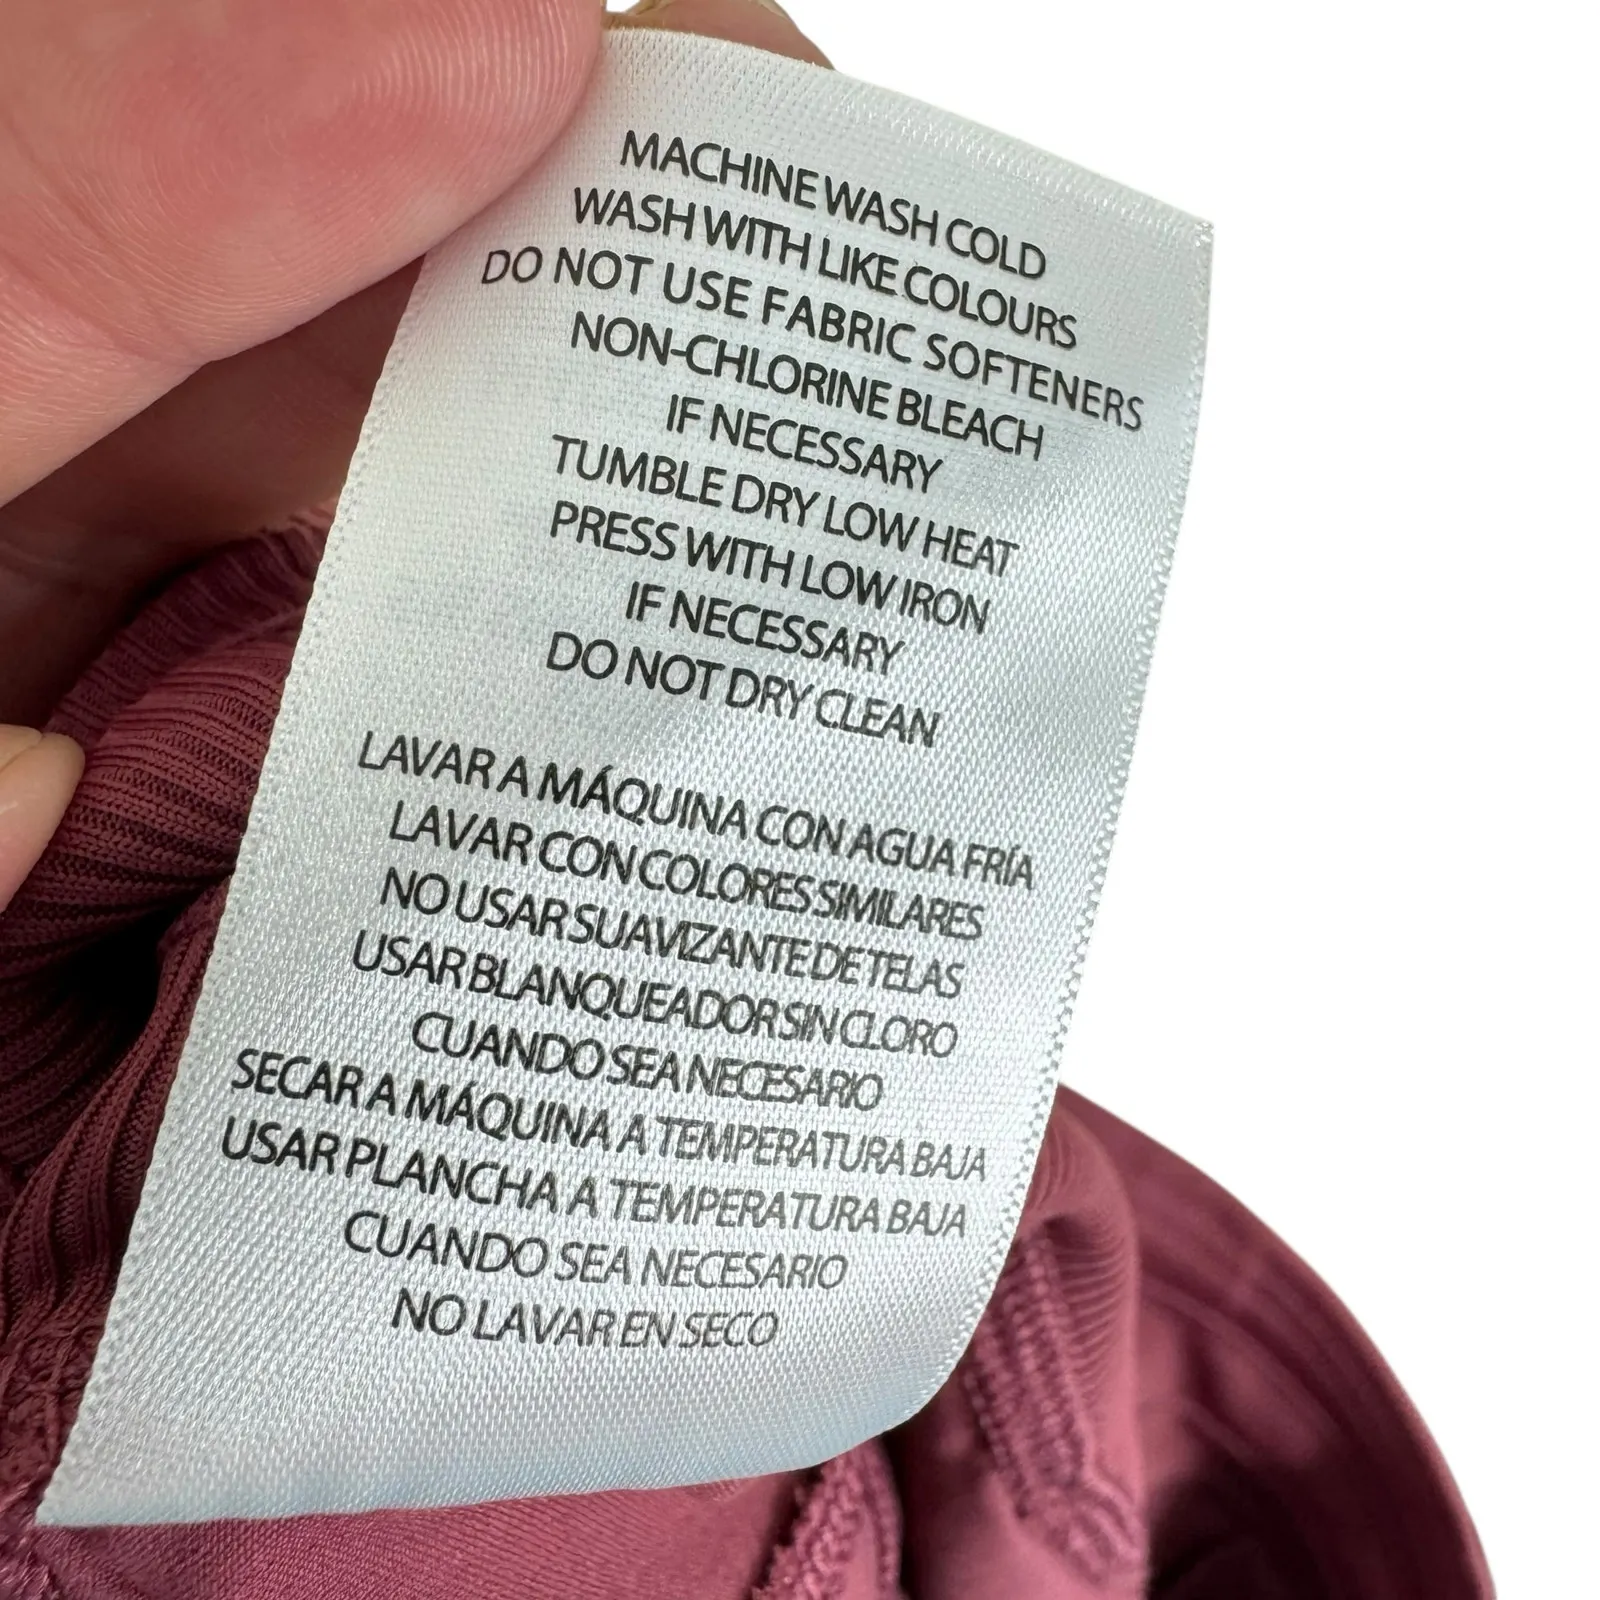 MACHINE WASH COLD
WASH WITH LIKE COLOURS
DO NOT USE FABRIC SOFTENERS
NON-CHLORINE BLEACH
IF NECESSARY
TUMBLE DRY LOW HEAT
PRESS WITH LOW IRON
IF NECESSARY
DO NOT DRY CLEAN
LAVAR A MÁQUINA CON AGUA FRÍA
LAVAR CON COLORES SIMILARES
NO USAR SUAVIZANTE DE TELAS
USAR BLANQUEADOR SIN CLORO
CUANDO SEA NECESARIO
SECAR A MÁQUINA A TEMPERATURA BAJA
USAR PLANCHA A TEMPERATURA BAJA
CUANDO SEA NECESARIO
NO LAVAR EN SECO